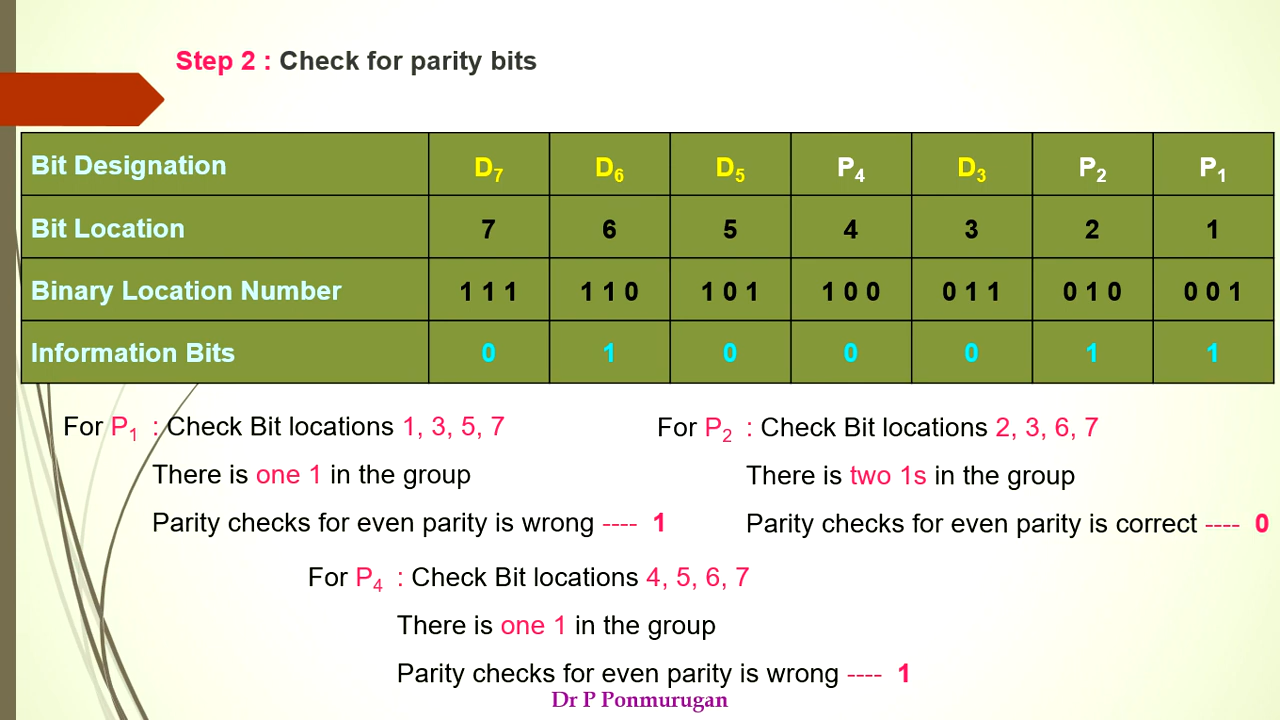 Step 2 : Check for parity bits
Bit Designation D7 D6 D5 P4 D3 P2 P1
Bit Location 7 6 5 4 3 2 1
Binary Location Number 1 1 1 1 1 0 1 0 1 1 0 0 0 1 1 0 1 0 0 0 1
Information Bits 0 1 0 0 0 1 1
For P1 : Check Bit locations 1, 3, 5, 7
There is one 1 in the group
Parity checks for even parity is wrong ---- 1
For P2 : Check Bit locations 2, 3, 6, 7
There is two 1s in the group
Parity checks for even parity is correct ---- 0
For P4 : Check Bit locations 4, 5, 6, 7
There is one 1 in the group
Parity checks for even parity is wrong ---- 1
Dr P Ponmurugan